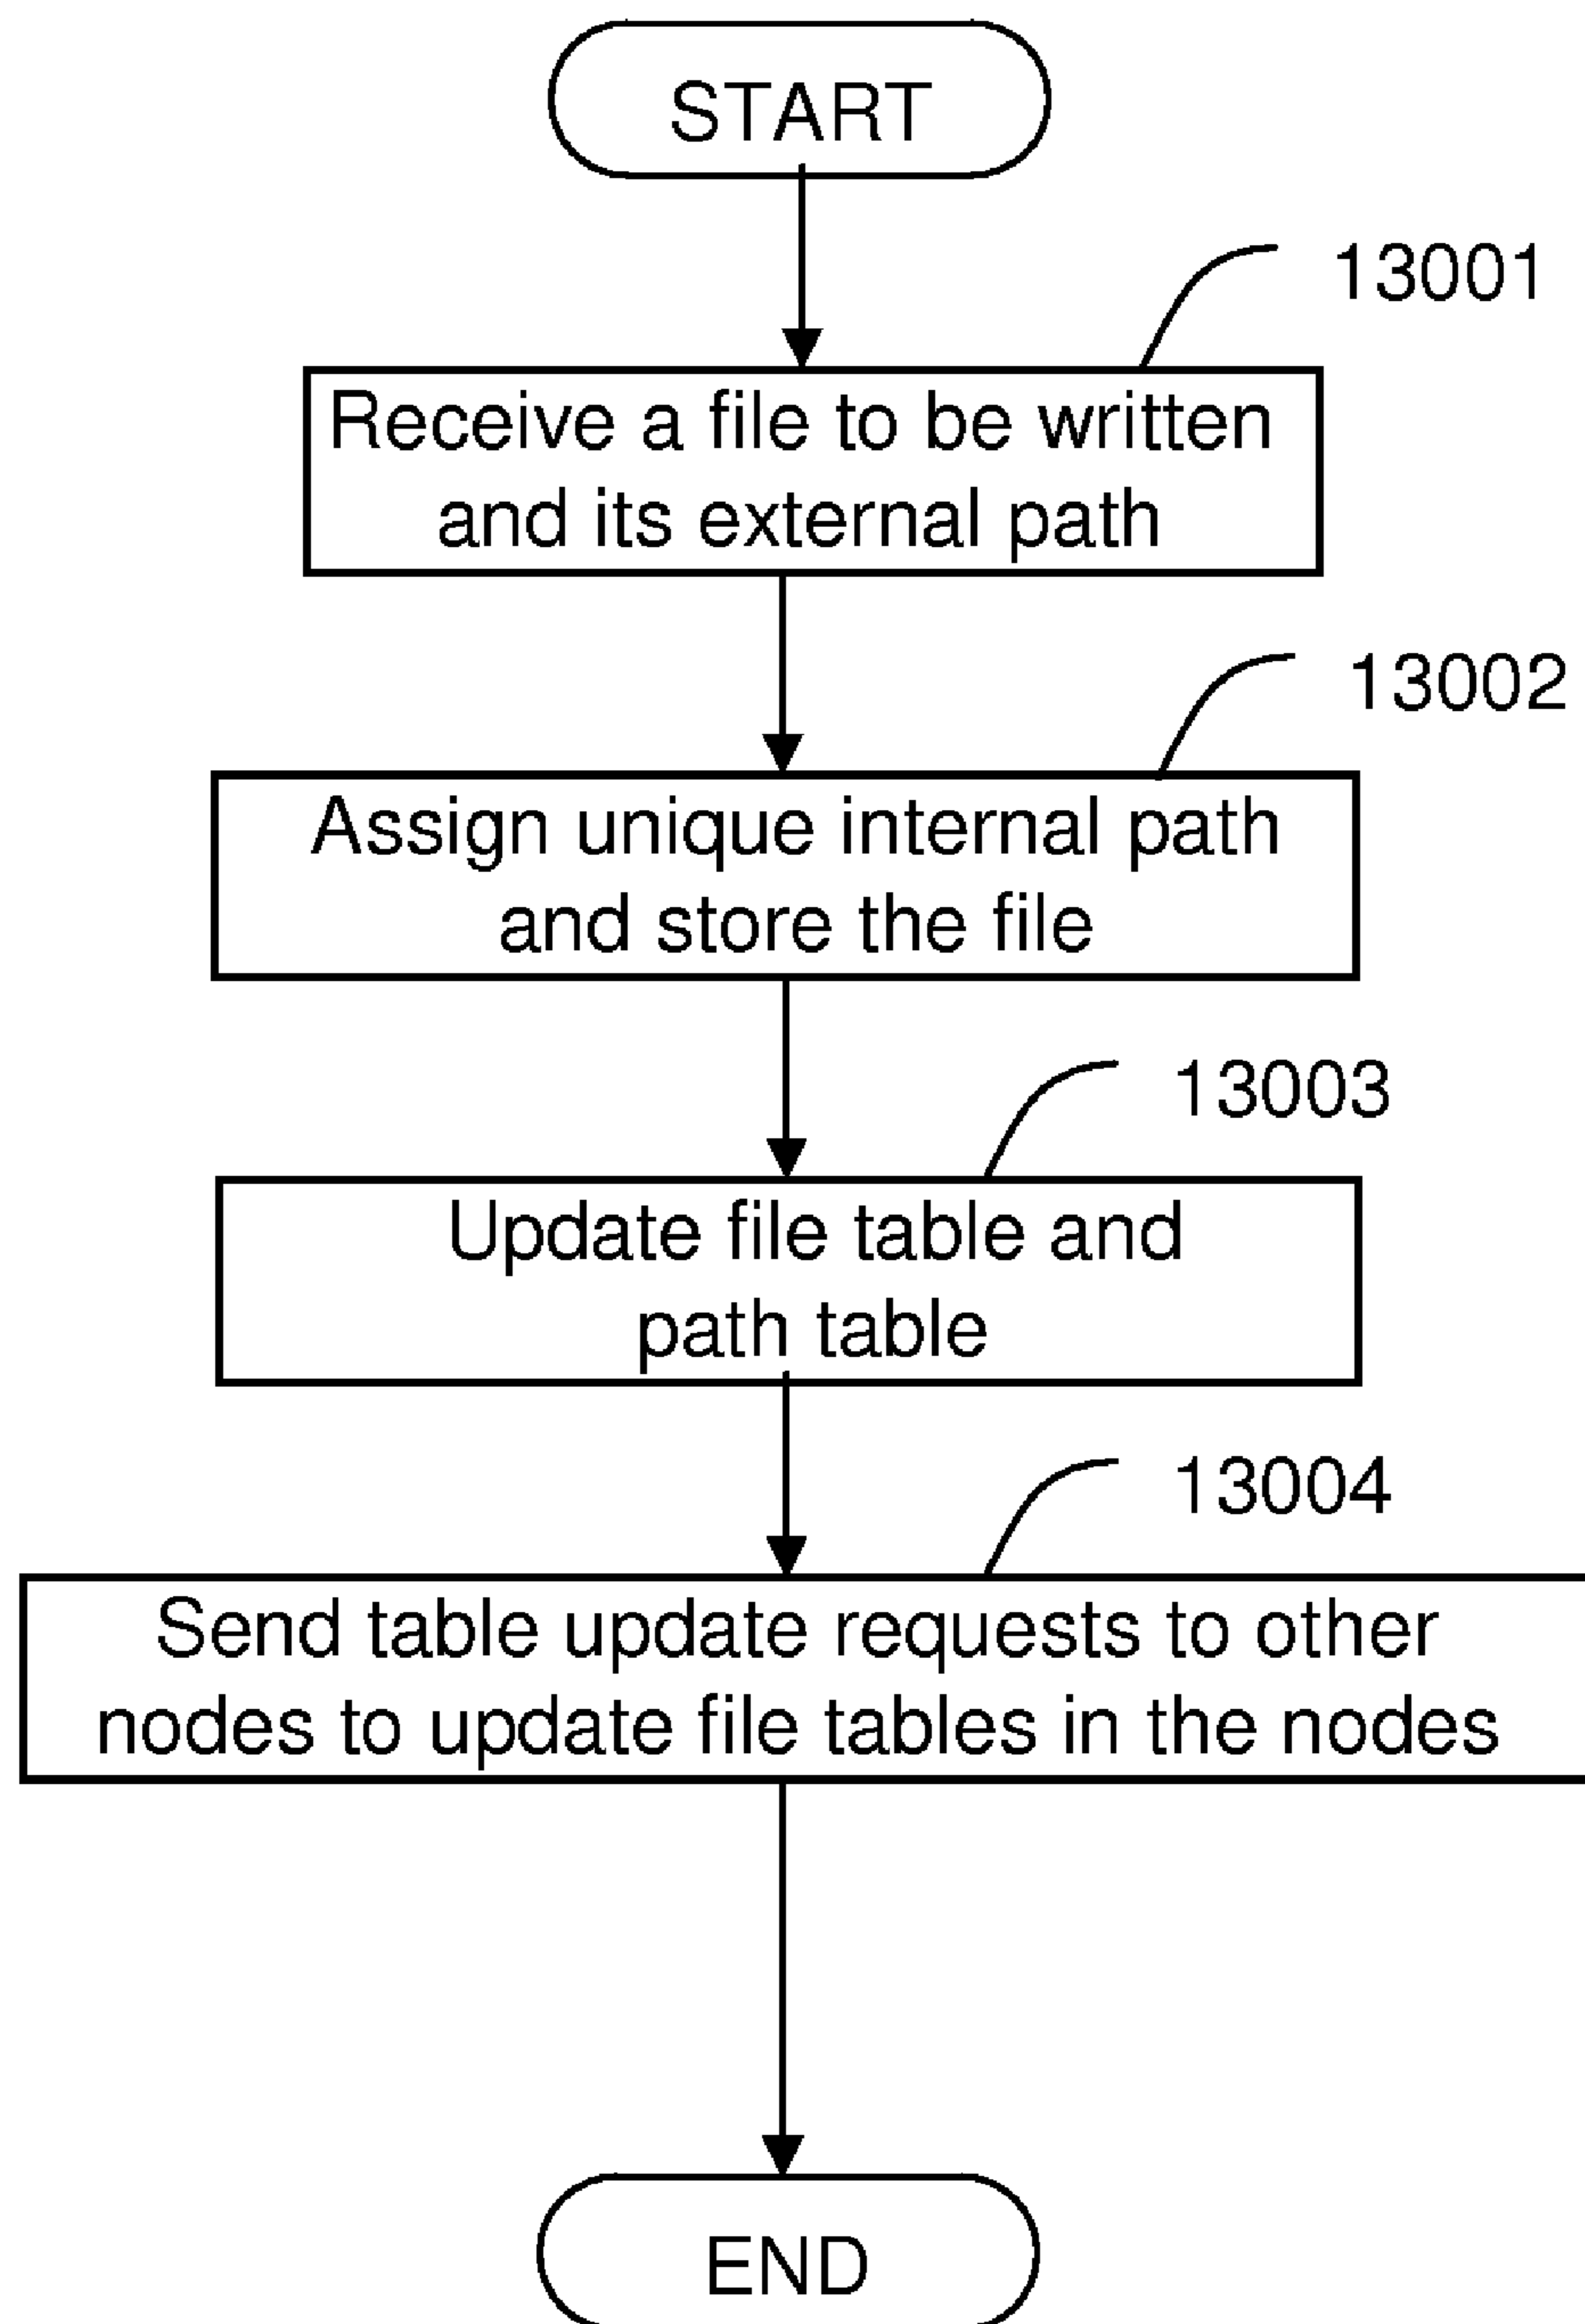 START
13001
Receive a file to be written
and its external path
13002
Assign unique internal path
and store the file
13003
Update file table and
path table
13004
Send table update requests to other
nodes to update file tables in the nodes
END